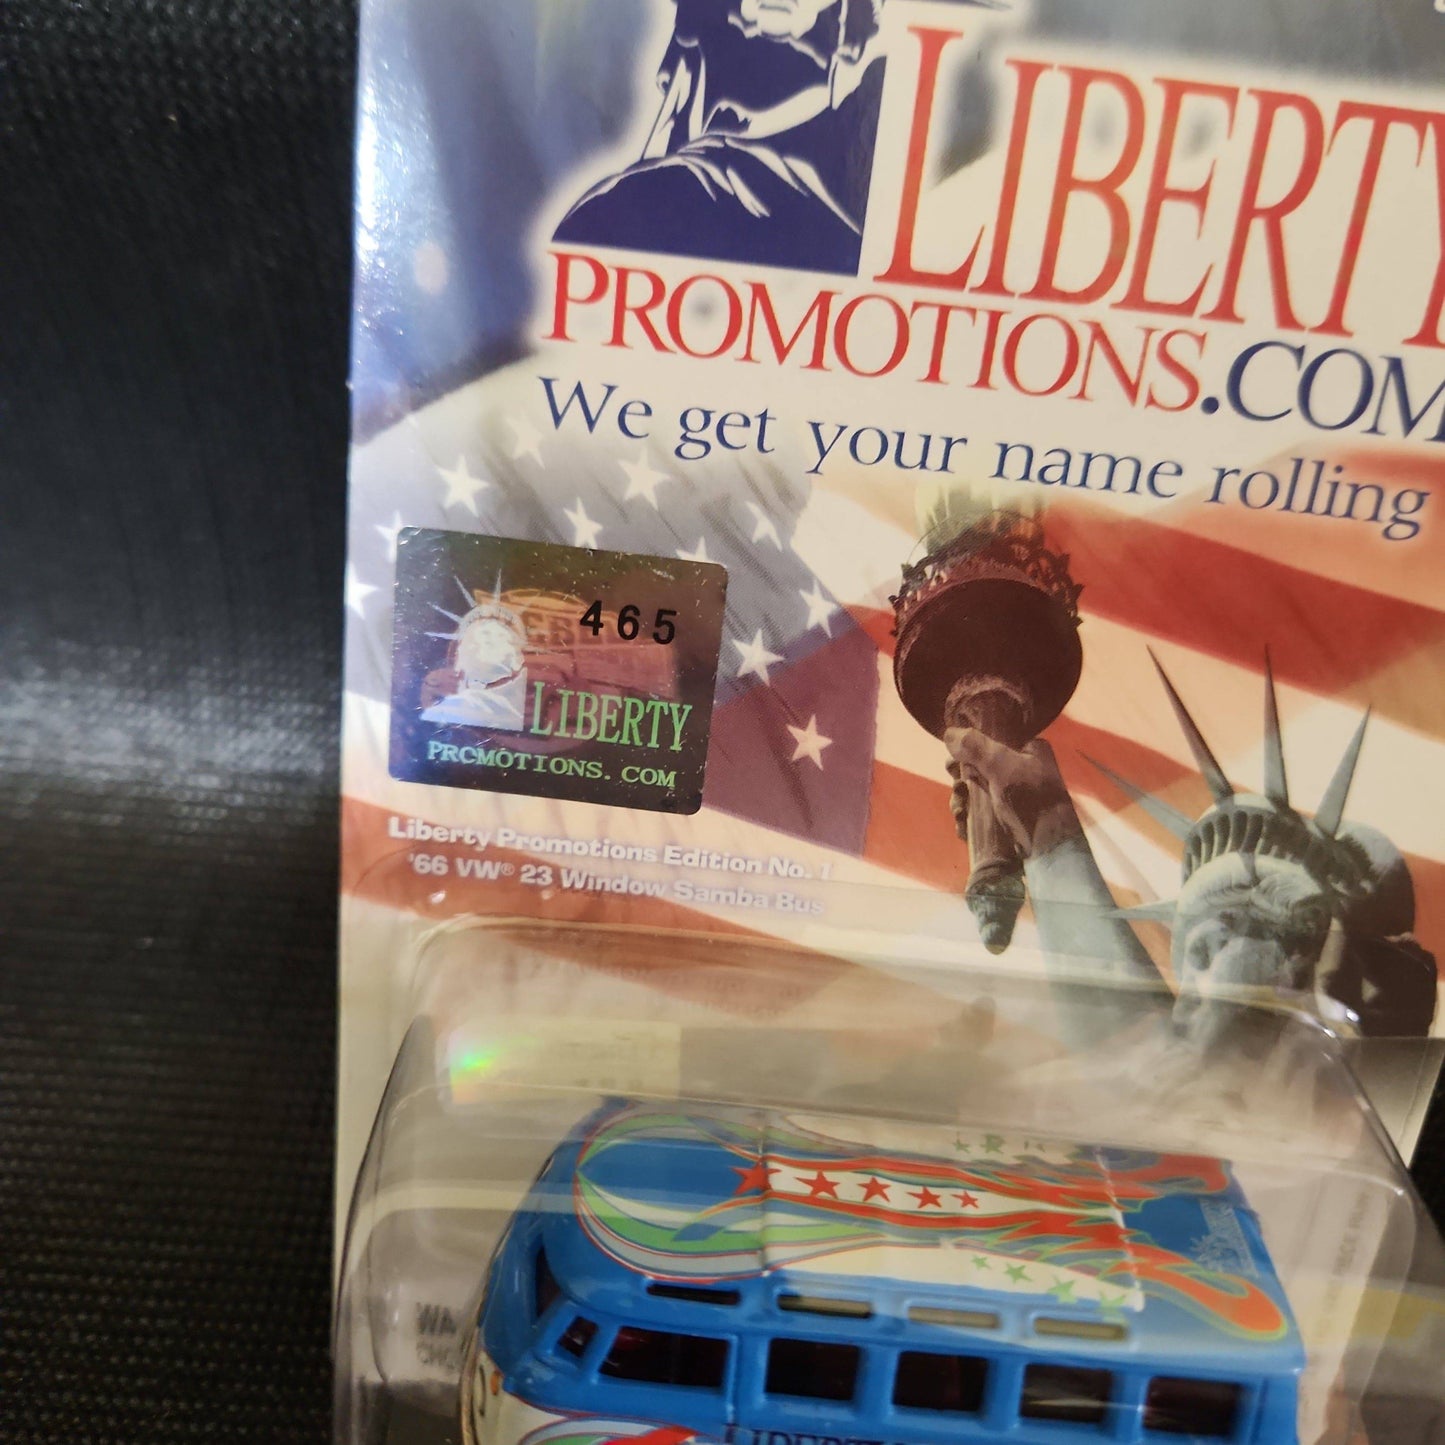 LIBERTY
PROMOTIONS.COM
We get your name rolling
465
LIBERTY
PROMOTIONS.COM
Liberty Promotions Edition No. 1
'66 VW® 23 Window Samba Bus